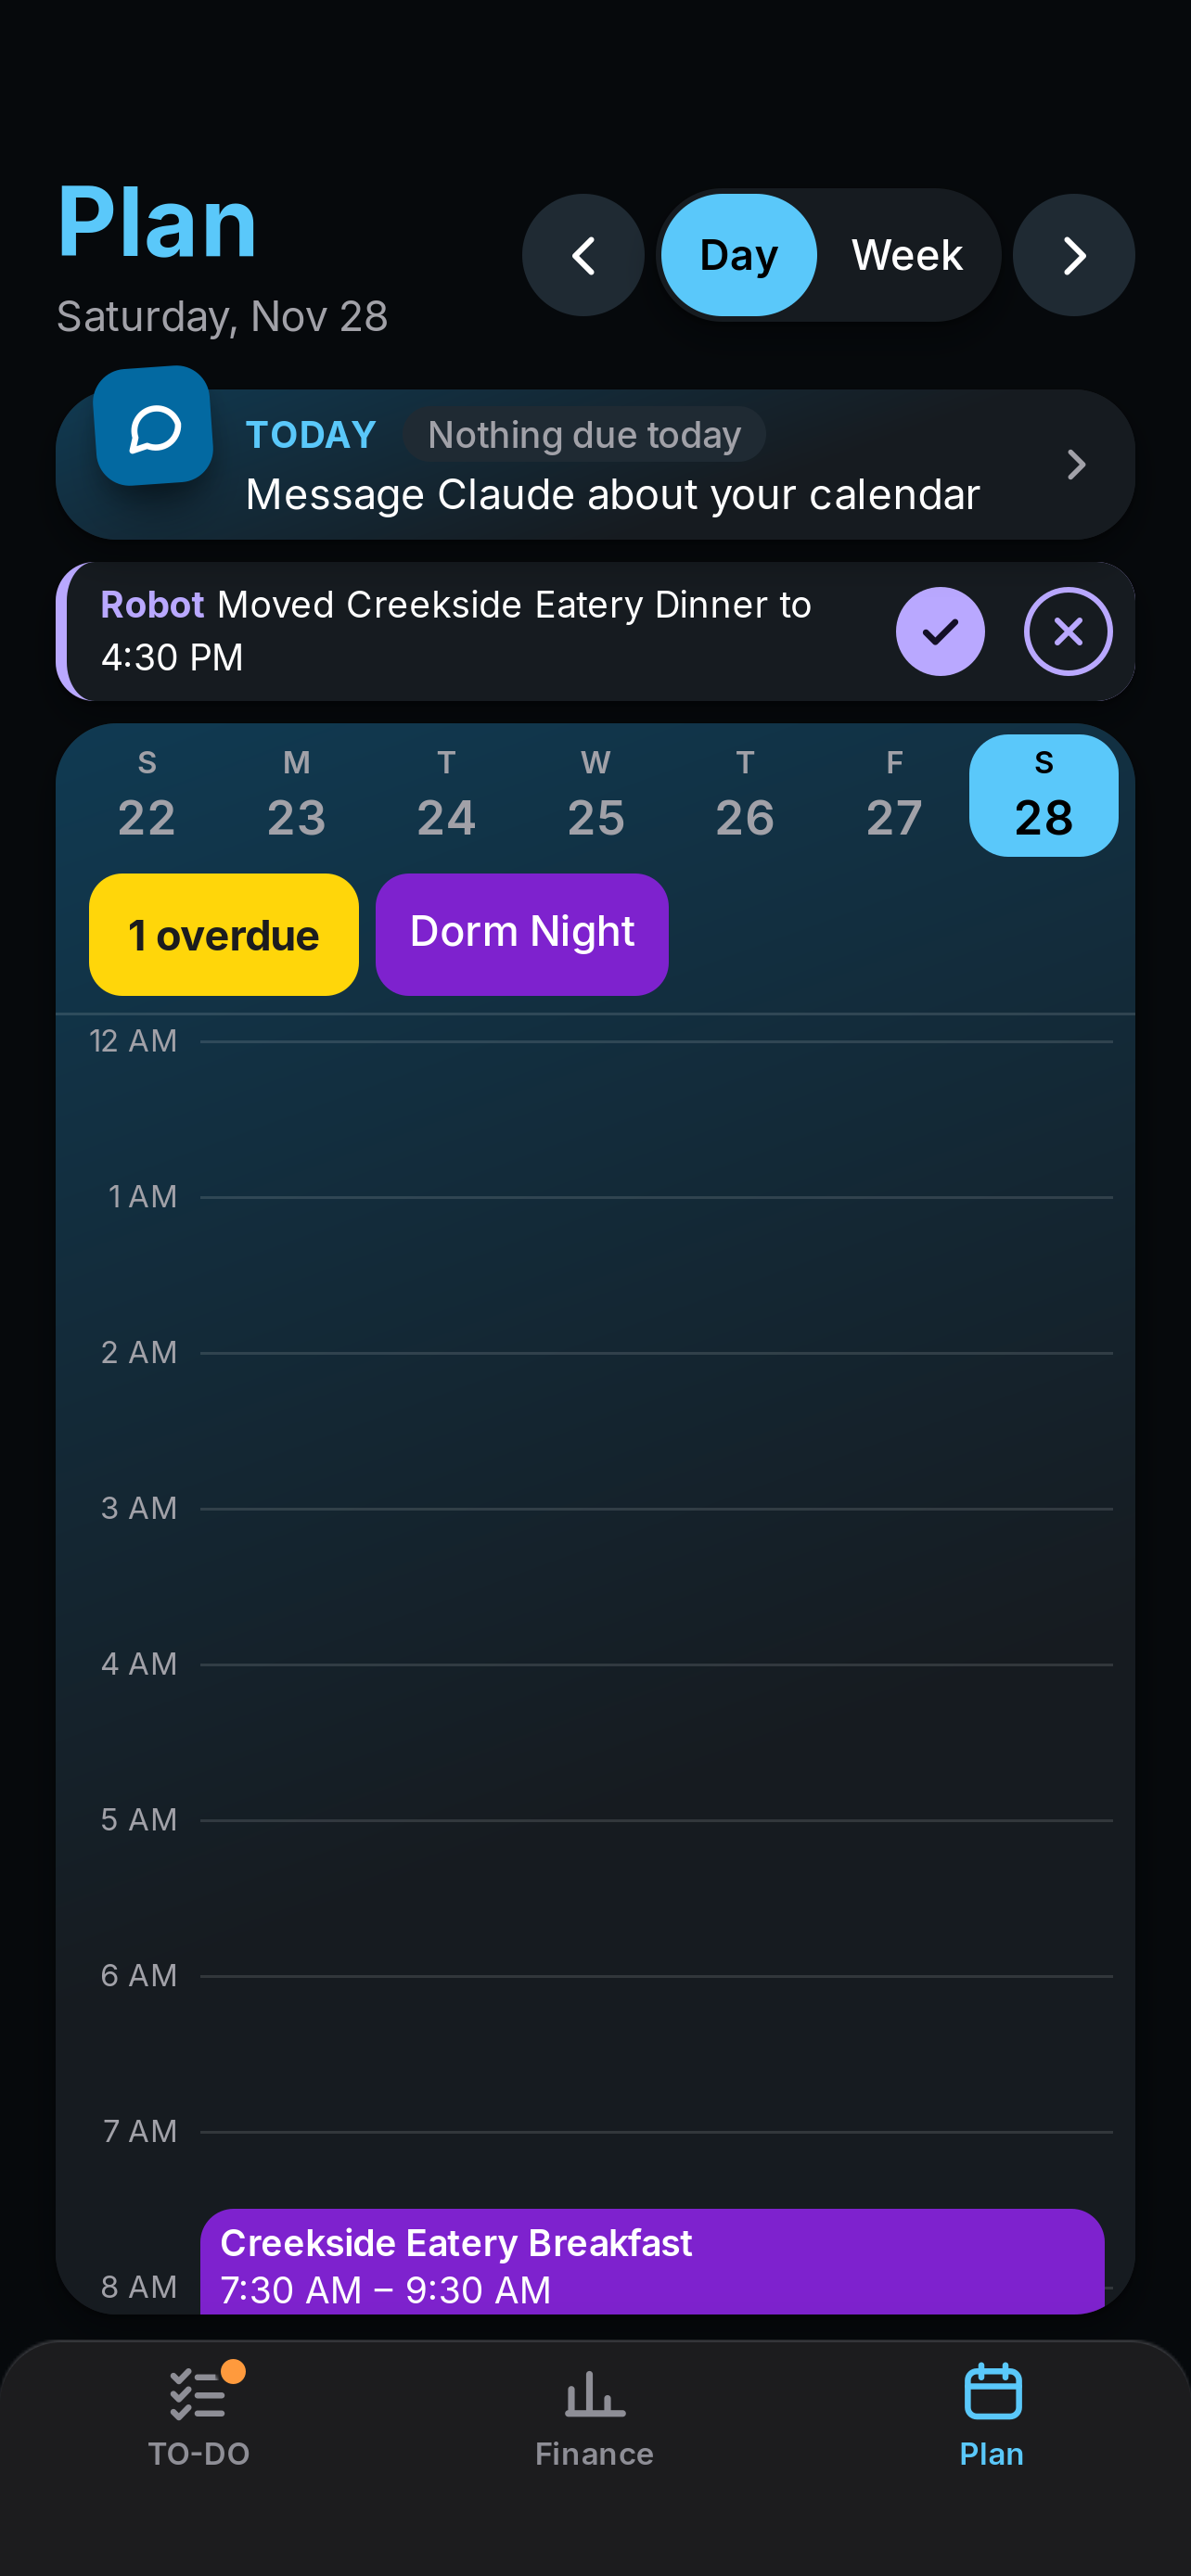 Plan
Saturday, Nov 28
Day
Week
TODAY
Nothing due today
Message Claude about your calendar
Robot Moved Creekside Eatery Dinner to
4:30 PM
S M T W T F S
22 23 24 25 26 27 28
1 overdue
Dorm Night
12 AM
1 AM
2 AM
3 AM
4 AM
5 AM
6 AM
7 AM
Creekside Eatery Breakfast
7:30 AM – 9:30 AM
8 AM
TO-DO
Finance
Plan